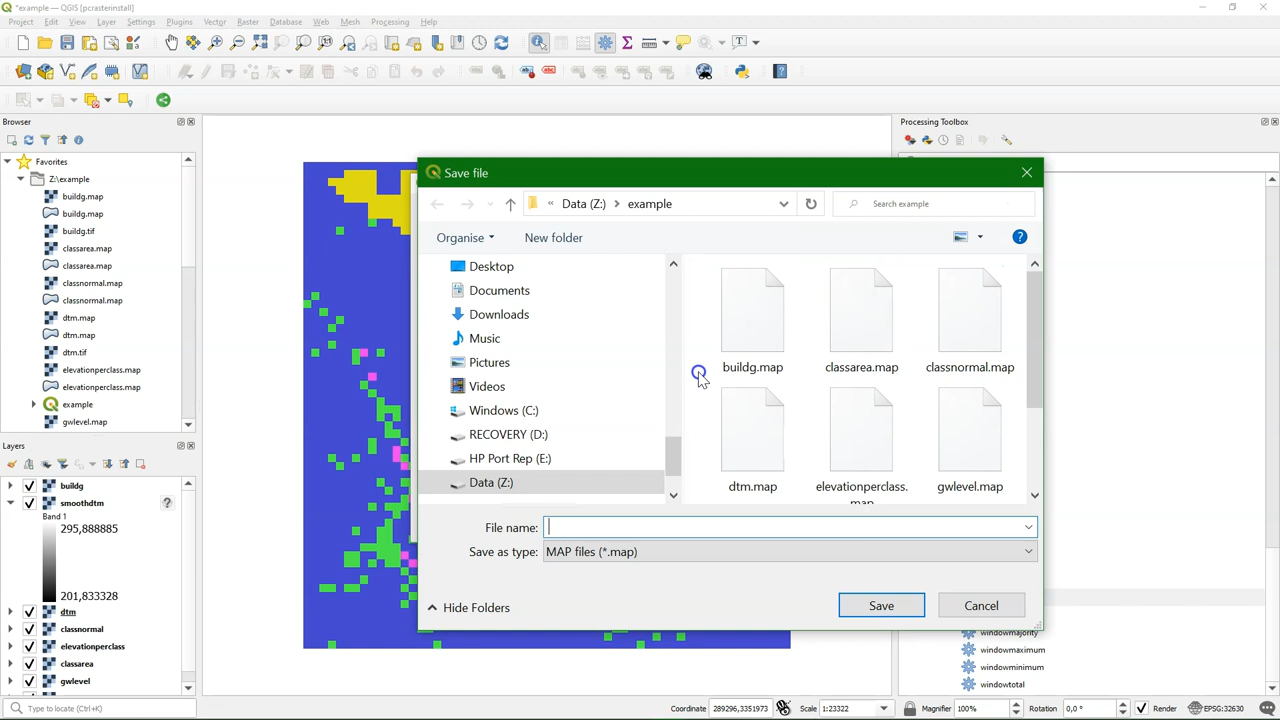 *example — QGIS [pcrasterinstall]
Project Edit View Layer Settings Plugins Vector Raster Database Web Mesh Processing Help
Browser
Favorites
Z:\example
buildg.map
buildg.map
buildg.tif
classarea.map
classarea.map
classnormal.map
classnormal.map
dtm.map
dtm.map
dtm.tif
elevationperclass.map
elevationperclass.map
example
gwlevel.map
Layers
buildg
smoothdtm
Band 1
295,888885
201,833328
dtm
classnormal
elevationperclass
classarea
gwlevel
Type to locate (Ctrl+K)
Save file
« Data (Z:) > example
Search example
Organise
New folder
Desktop
Documents
Downloads
Music
Pictures
Videos
Windows (C:)
RECOVERY (D:)
HP Port Rep (E:)
Data (Z:)
buildg.map classarea.map classnormal.map
dtm.map elevationperclass. gwlevel.map
map
File name:
Save as type: MAP files (*.map)
Hide Folders
Save
Cancel
Processing Toolbox
windowmajority
windowmaximum
windowminimum
windowtotal
Coordinate 289296,3351973 Scale 1:23322 Magnifier 100% Rotation 0,0 ° Render EPSG:32630